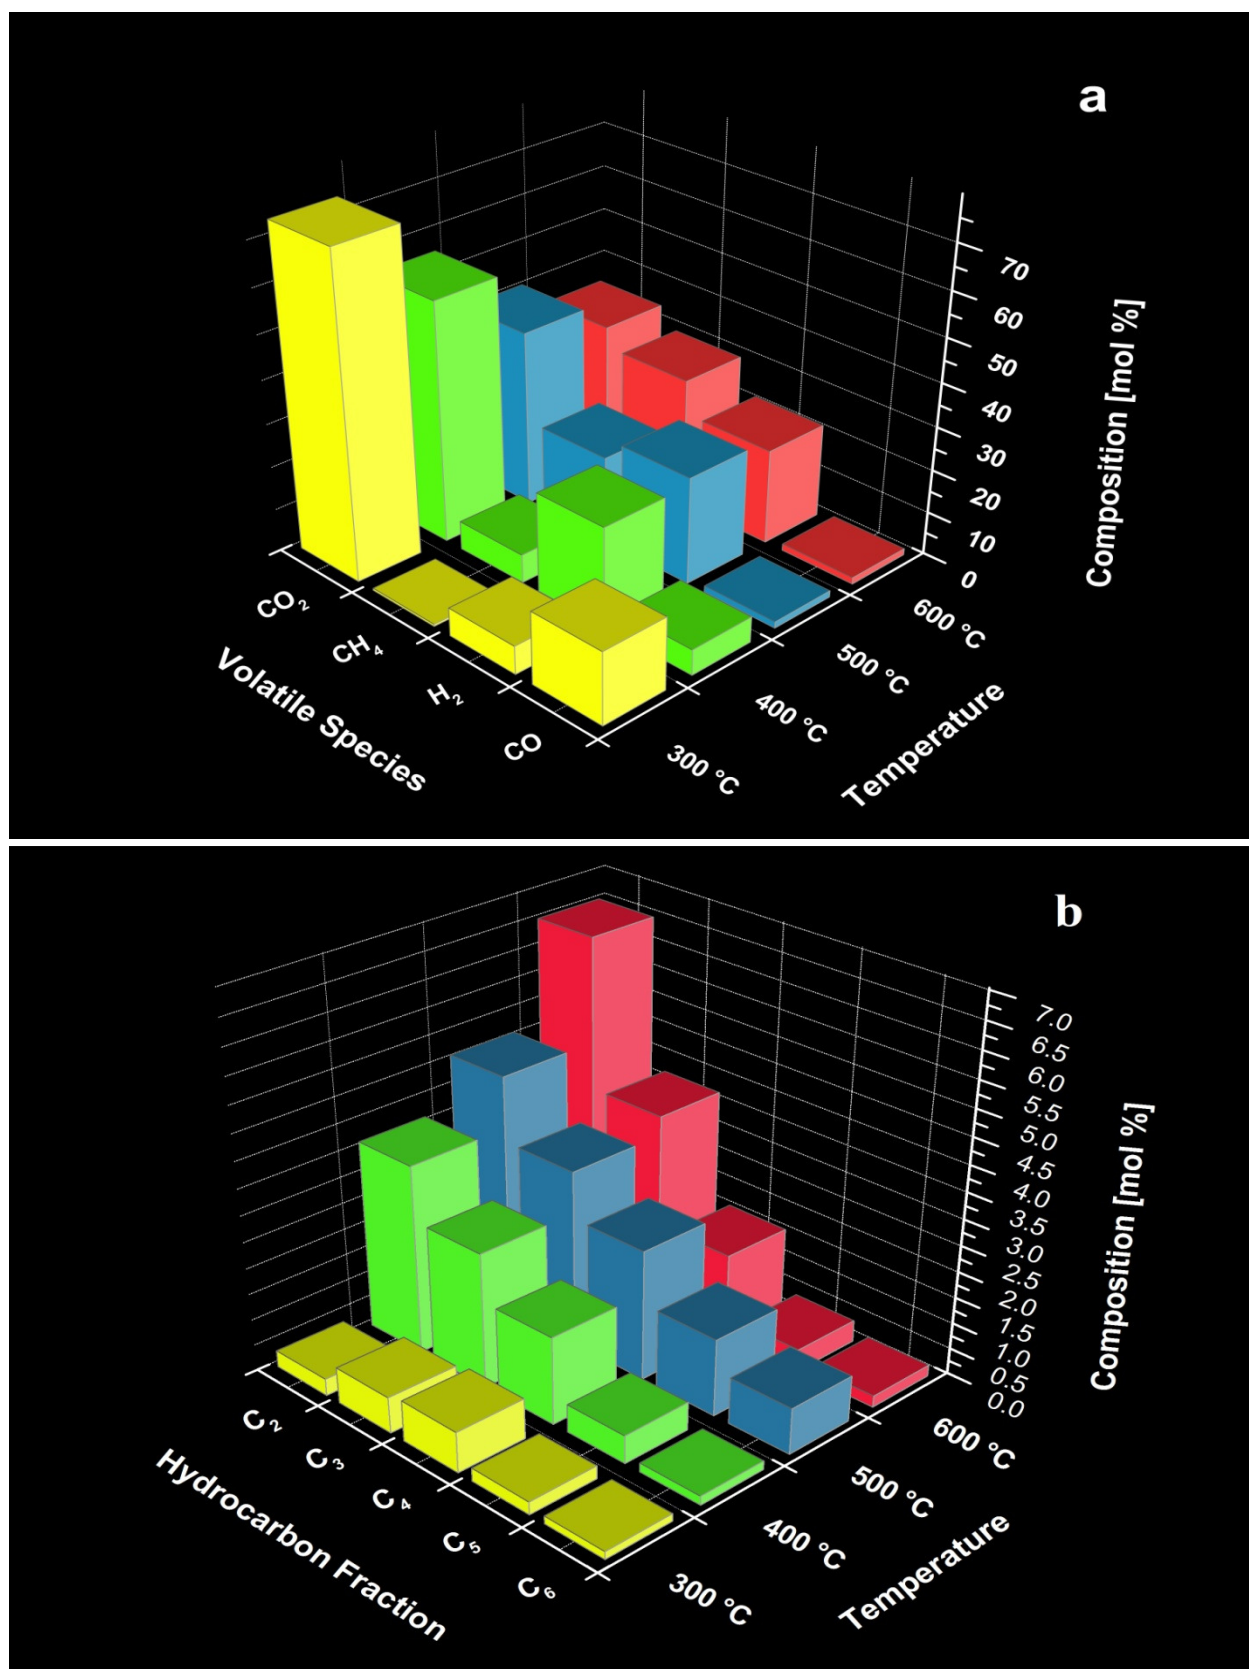 a
70
60
50
40
30
20
10
0
Composition [mol %]
CO₂
CH₄
H₂
CO
Volatile Species
300 °C
400 °C
500 °C
600 °C
Temperature
b
7.0
6.5
6.0
5.5
5.0
4.5
4.0
3.5
3.0
2.5
2.0
1.5
1.0
0.5
0.0
Composition [mol %]
C₂
C₃
C₄
C₅
C₆
Hydrocarbon Fraction
300 °C
400 °C
500 °C
600 °C
Temperature